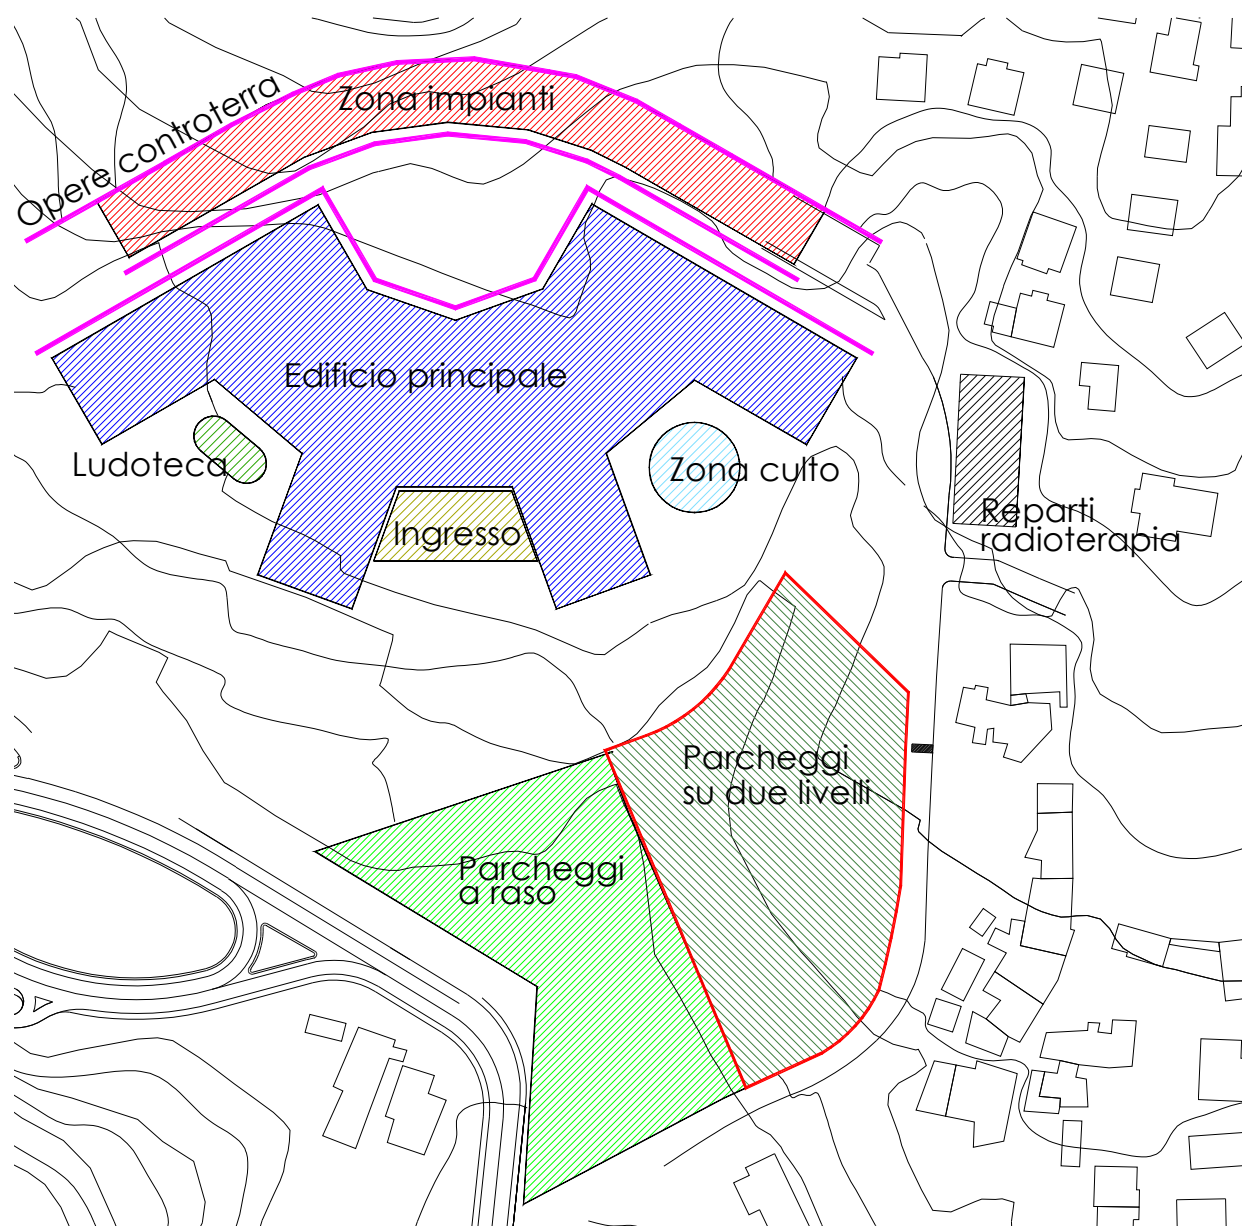 Zona impianti
Opere controterra
Edificio principale
Ludoteca
Zona culto
Ingresso
Reparti
radioterapia
Parcheggi
su due livelli
Parcheggi
a raso